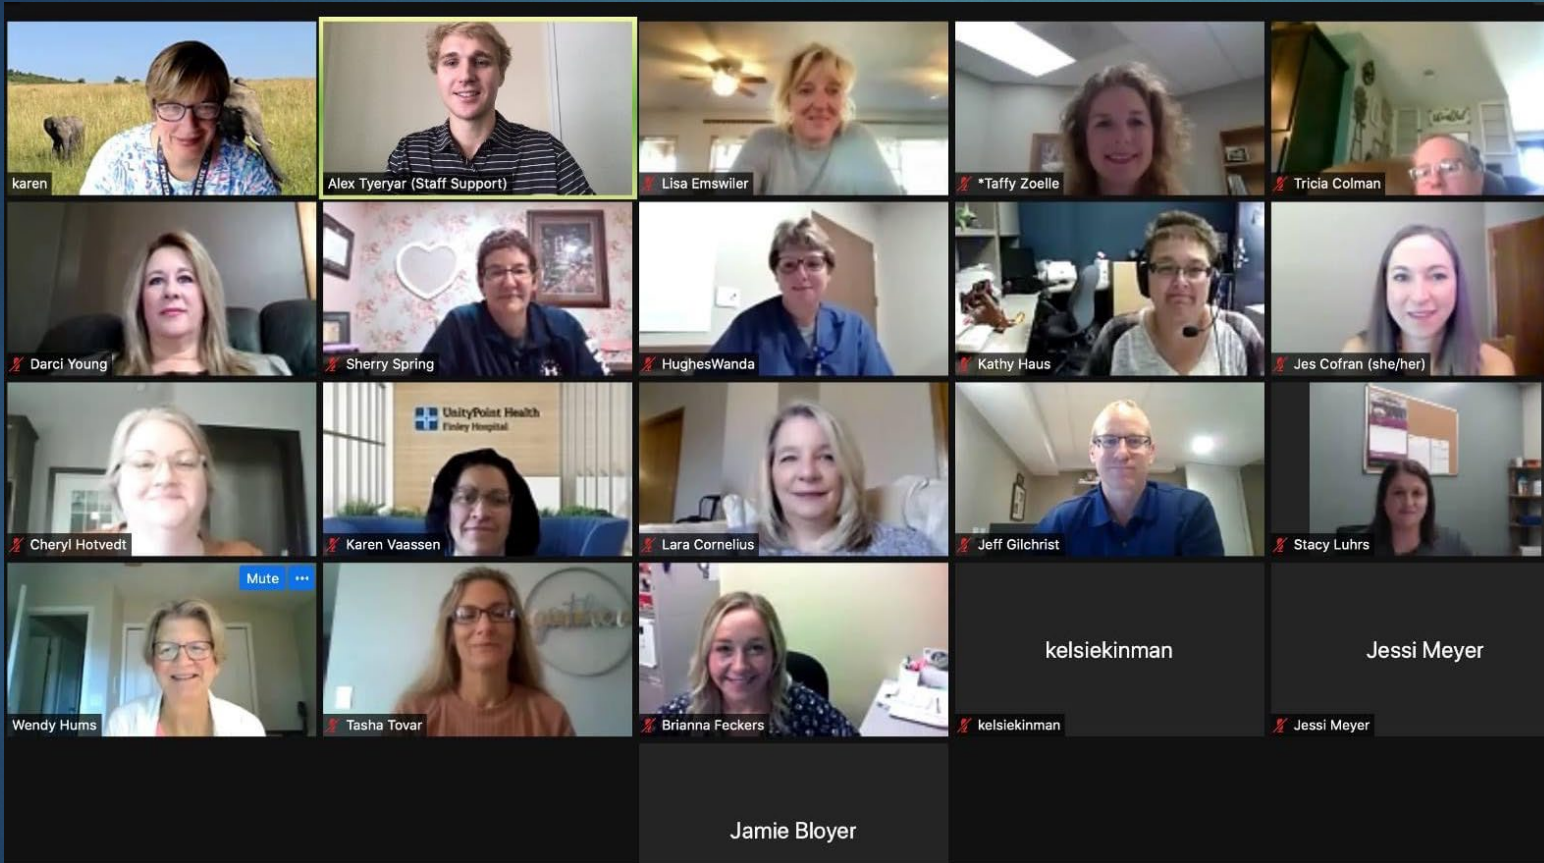 karen
Alex Tyeryar (Staff Support)
Lisa Emswiler
*Taffy Zoelle
Tricia Colman
Darci Young
Sherry Spring
HughesWanda
Kathy Haus
Jes Cofran (she/her)
UnityPoint Health
Finley Hospital
Cheryl Hotvedt
Karen Vaassen
Lara Cornelius
Jeff Gilchrist
Stacy Luhrs
Mute
gather
Wendy Hums
Tasha Tovar
Brianna Feckers
kelsiekinman
kelsiekinman
Jessi Meyer
Jessi Meyer
Jamie Bloyer